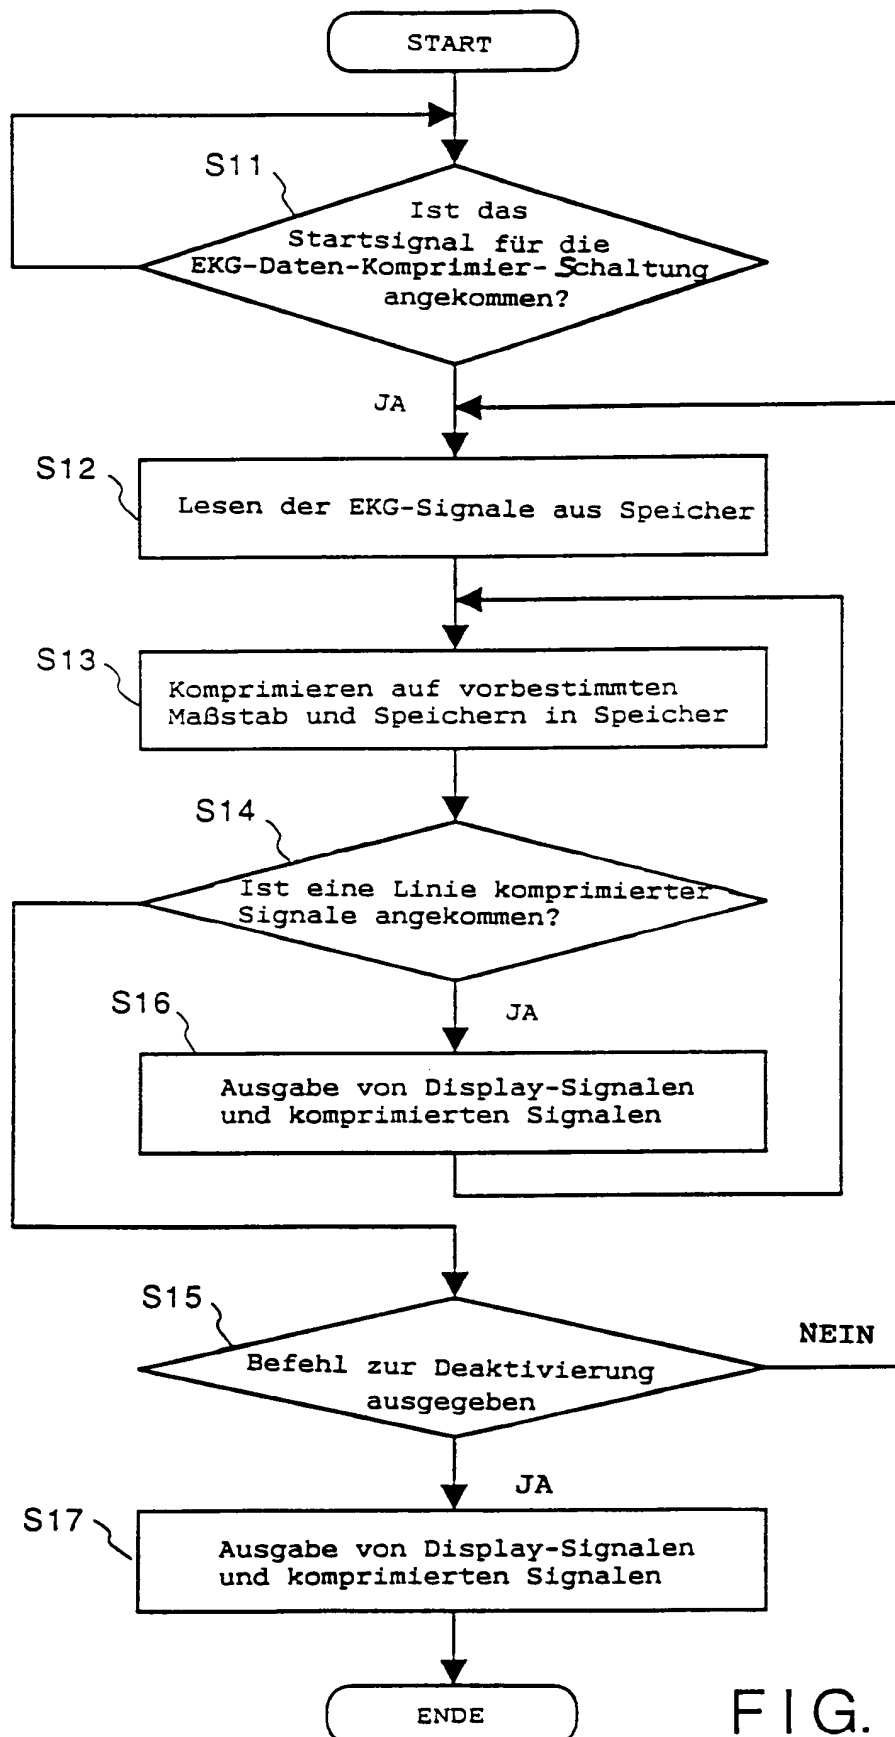 START
S11
Ist das
Startsignal für die
EKG-Daten-Komprimier-Schaltung
angekommen?
JA
S12
Lesen der EKG-Signale aus Speicher
S13
Komprimieren auf vorbestimmten
Maßstab und Speichern in Speicher
S14
Ist eine Linie komprimierter
Signale angekommen?
JA
S16
Ausgabe von Display-Signalen
und komprimierten Signalen
S15
NEIN
Befehl zur Deaktivierung
ausgegeben
JA
S17
Ausgabe von Display-Signalen
und komprimierten Signalen
ENDE
FIG.